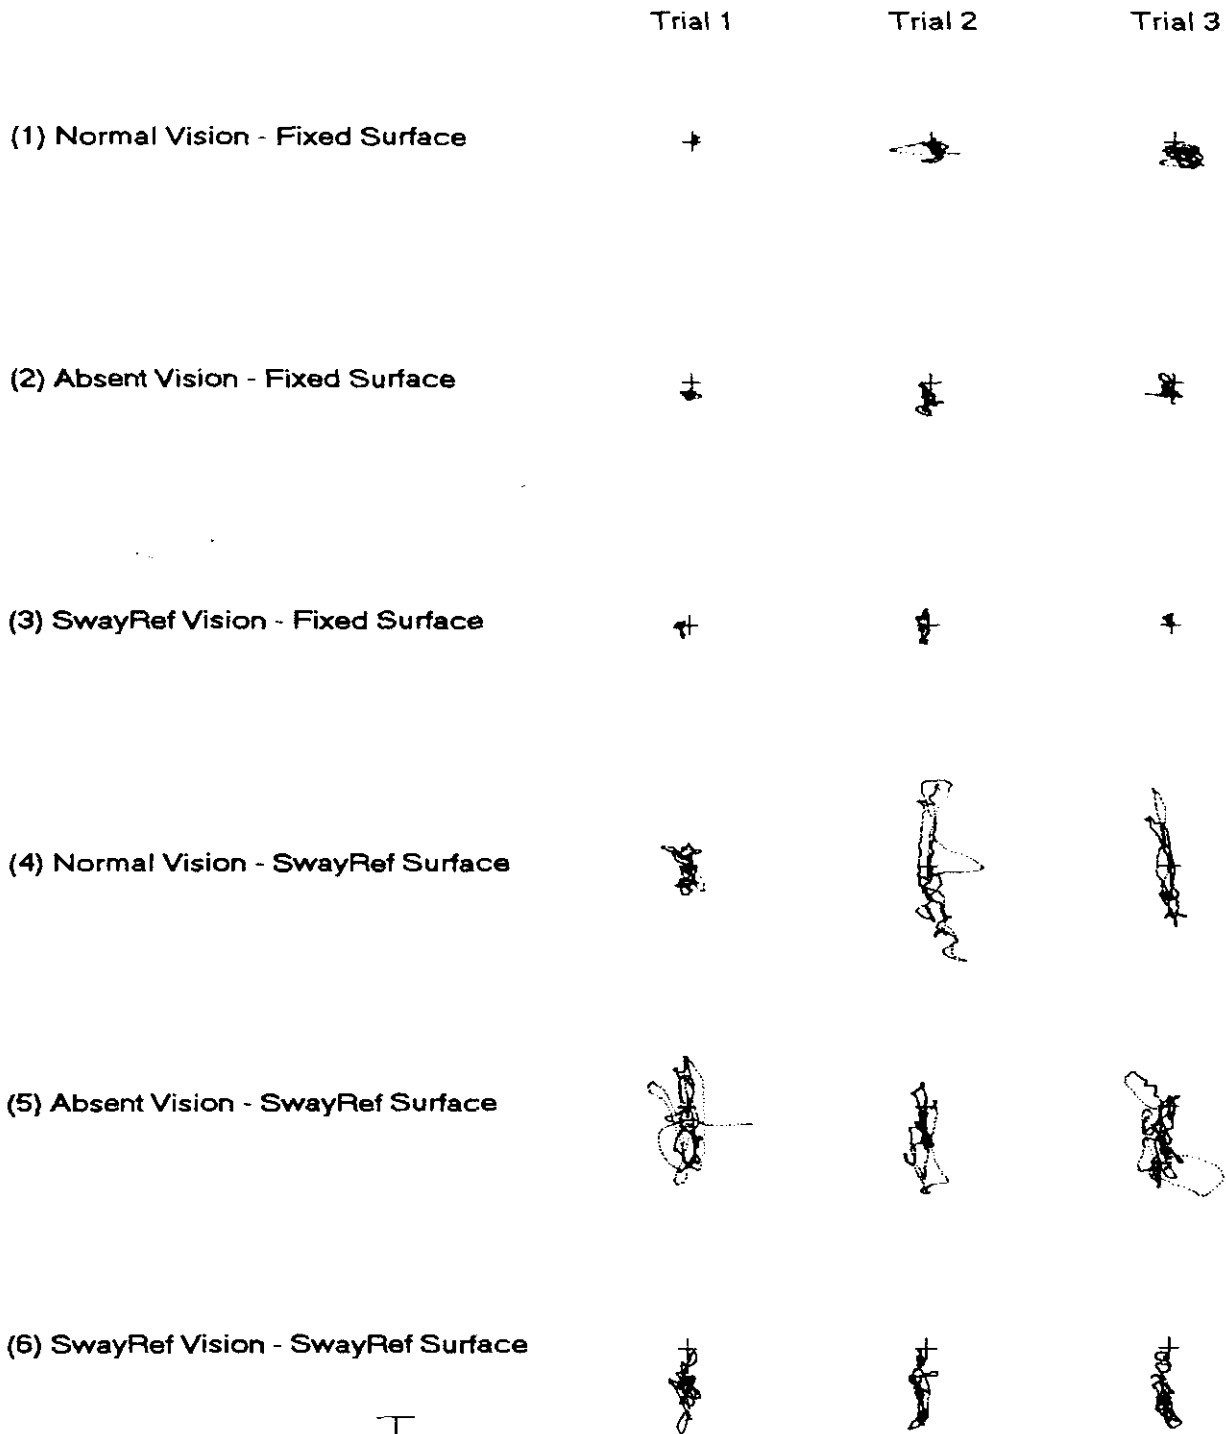 Trial 1 Trial 2 Trial 3
(1) Normal Vision - Fixed Surface
(2) Absent Vision - Fixed Surface
(3) SwayRef Vision - Fixed Surface
(4) Normal Vision - SwayRef Surface
(5) Absent Vision - SwayRef Surface
(6) SwayRef Vision - SwayRef Surface